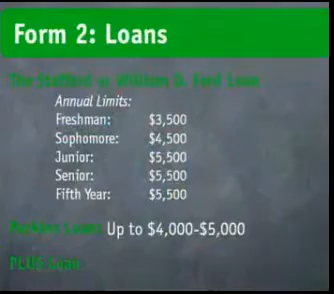 Form 2: Loans
The Stafford or William D. Ford Loan
Annual Limits:
Freshman: $3,500
Sophomore: $4,500
Junior: $5,500
Senior: $5,500
Fifth Year: $5,500
Perkins Loan: Up to $4,000-$5,000
PLUS Loan